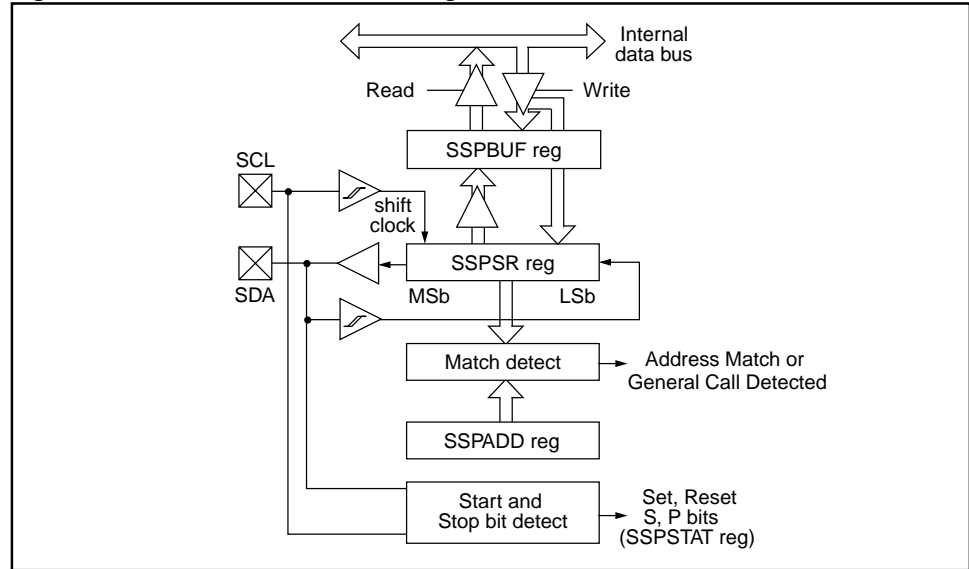 Internal
data bus
Read
Write
SSPBUF reg
SCL
shift
clock
SSPSR reg
SDA
MSb
LSb
Match detect
Address Match or
General Call Detected
SSPADD reg
Start and
Stop bit detect
Set, Reset
S, P bits
(SSPSTAT reg)